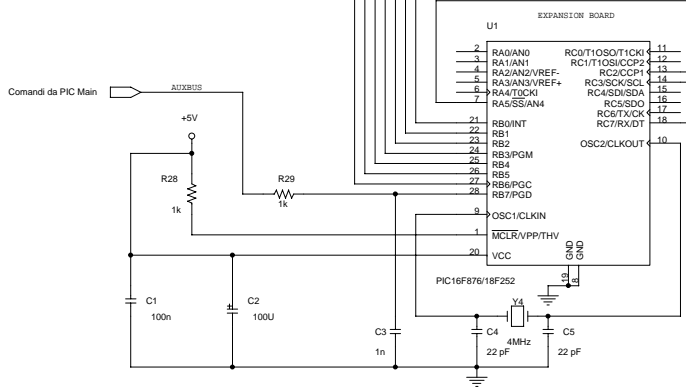 EXPANSION BOARD
U1
2 RA0/AN0 RC0/T1OSO/T1CKI 11
3 RA1/AN1 RC1/T1OSI/CCP2 12
4 RA2/AN2/VREF- RC2/CCP1 13
5 RA3/AN3/VREF+ RC3/SCK/SCL 14
6 RA4/T0CKI RC4/SDI/SDA 15
7 RA5/SS/AN4 RC5/SDO 16
RC6/TX/CK 17
21 RB0/INT RC7/RX/DT 18
22 RB1
23 RB2 OSC2/CLKOUT 10
24 RB3/PGM
25 RB4
26 RB5
27 RB6/PGC
28 RB7/PGD
9 OSC1/CLKIN
1 MCLR/VPP/THV
20 VCC
GND GND
19 8
PIC16F876/18F252
Comandi da PIC Main
AUXBUS
+5V
R28
1k
R29
1k
C1
100n
C2
100U
C3
1n
C4
22 pF
Y4
4MHz
C5
22 pF